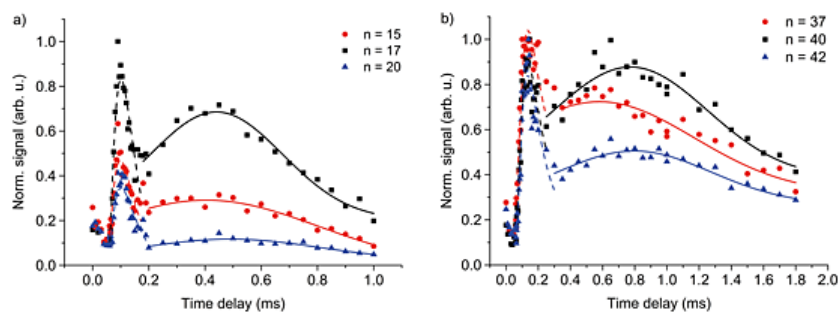 a)
n = 15
n = 17
n = 20
Norm. signal (arb. u.)
1.0
0.8
0.6
0.4
0.2
0.0
0.0 0.2 0.4 0.6 0.8 1.0
Time delay (ms)
b)
n = 37
n = 40
n = 42
Norm. signal (arb. u.)
1.0
0.8
0.6
0.4
0.2
0.0
0.0 0.2 0.4 0.6 0.8 1.0 1.2 1.4 1.6 1.8 2.0
Time delay (ms)